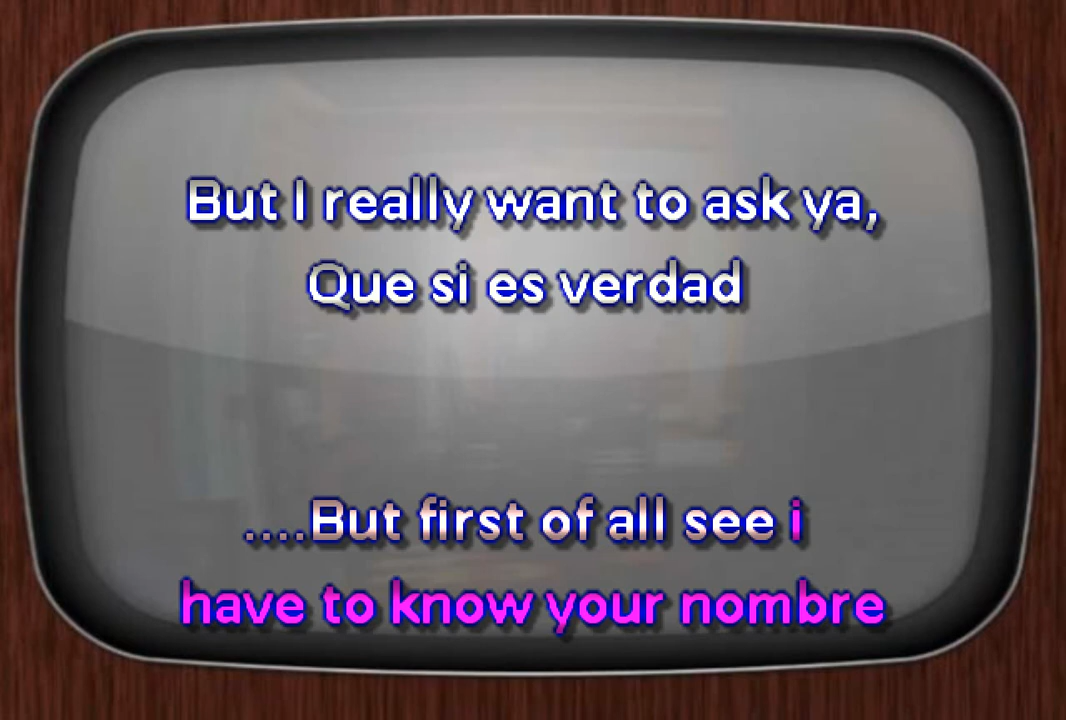 But I really want to ask ya,
Que si es verdad
....But first of all see i
have to know your nombre